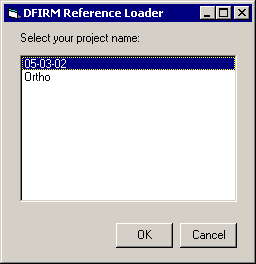 DFIRM Reference Loader
Select your project name:
05-03-02
Ortho
OK Cancel